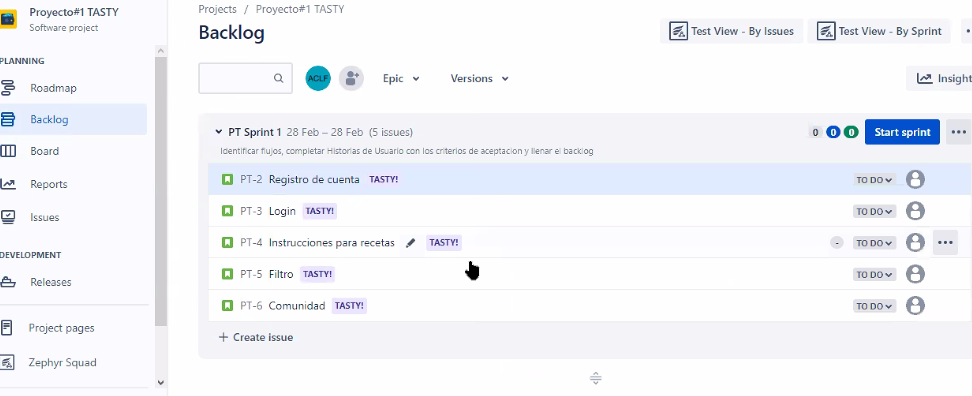 Proyecto#1 TASTY
Software project
PLANNING
Roadmap
Backlog
Board
Reports
Issues
DEVELOPMENT
Releases
Project pages
Zephyr Squad
Projects / Proyecto#1 TASTY
Backlog
Test View - By Issues
Test View - By Sprint
ACLF
Epic
Versions
Insight
PT Sprint 1 28 Feb – 28 Feb (5 issues)
0 0 0
Start sprint
Identificar flujos, completar Historias de Usuario con los criterios de aceptacion y llenar el backlog
PT-2 Registro de cuenta TASTY! TO DO
PT-3 Login TASTY! TO DO
PT-4 Instrucciones para recetas TASTY! - TO DO
PT-5 Filtro TASTY! TO DO
PT-6 Comunidad TASTY! TO DO
+ Create issue